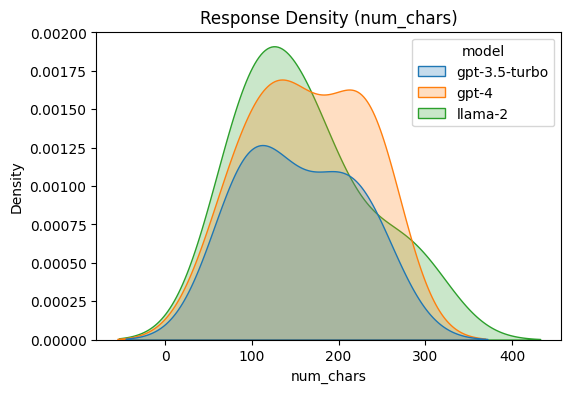 Response Density (num_chars)
model
gpt-3.5-turbo
gpt-4
llama-2
Density
0.00200
0.00175
0.00150
0.00125
0.00100
0.00075
0.00050
0.00025
0.00000
0 100 200 300 400
num_chars